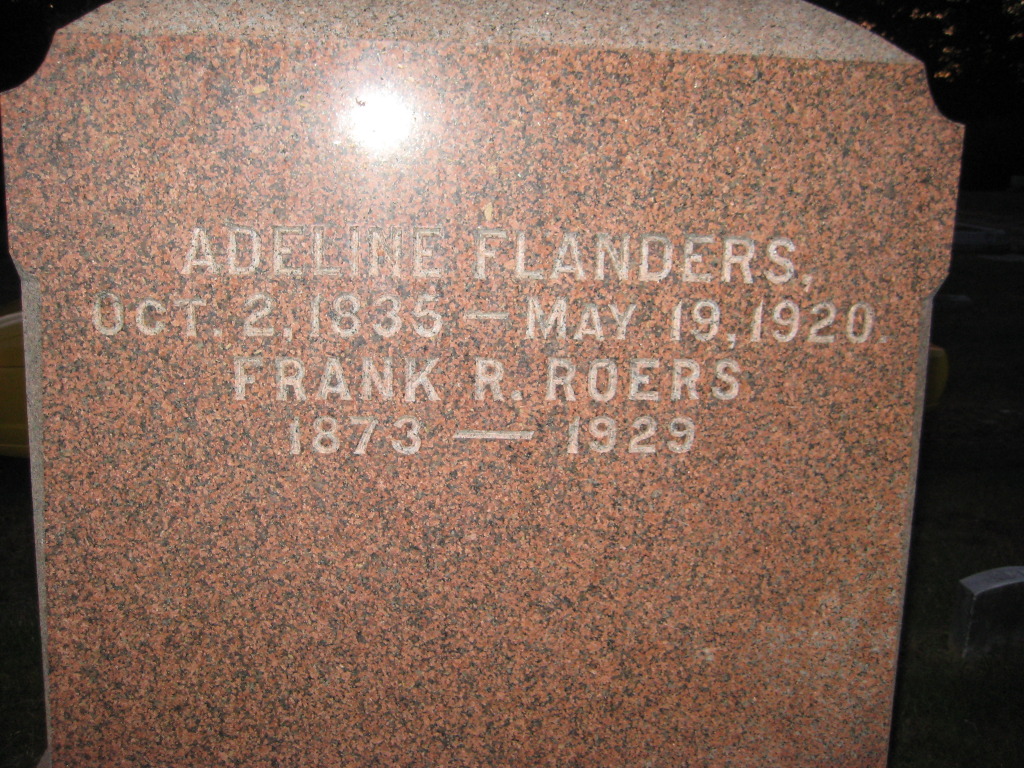 ADELINE FLANDERS,
OCT. 2, 1835 — MAY 19, 1920.
FRANK R. ROERS
1873 — 1929